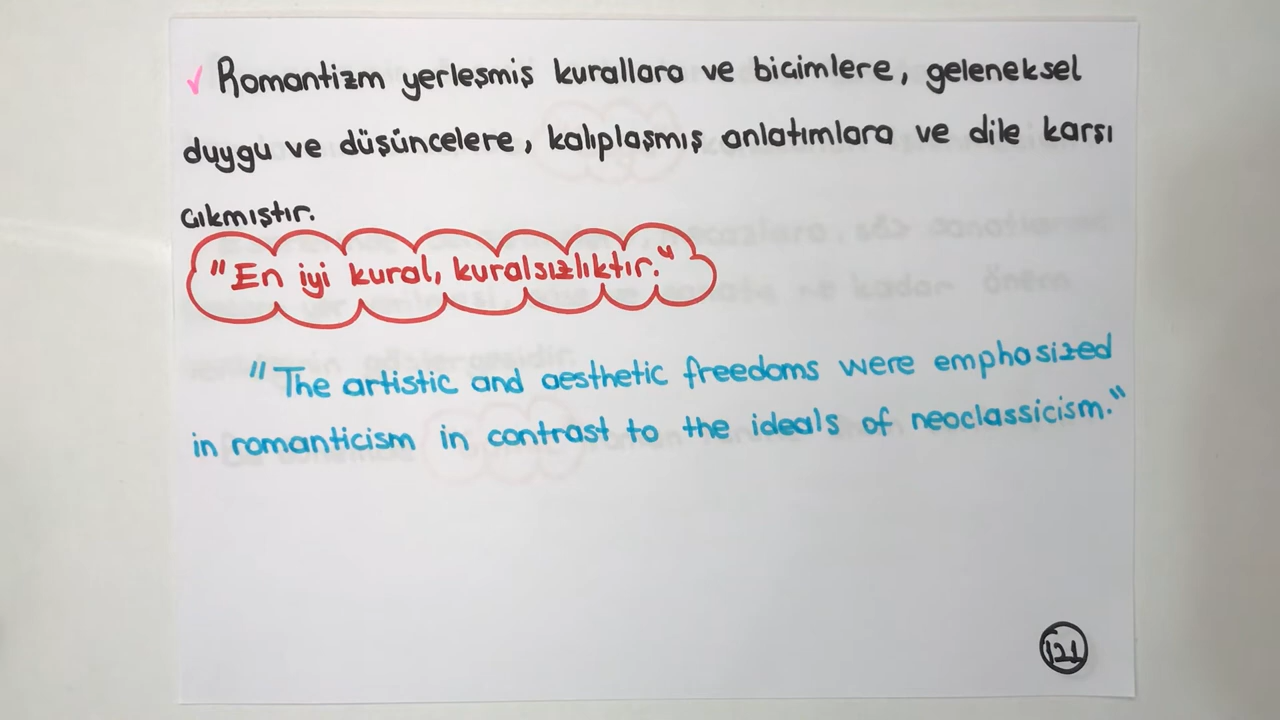 ✓ Romantizm yerleşmiş kurallara ve biçimlere, geleneksel
duygu ve düşüncelere, kalıplaşmış anlatımlara ve dile karşı
çıkmıştır.
"En iyi kural, kuralsızlıktır."
"The artistic and aesthetic freedoms were emphasized
in romanticism in contrast to the ideals of neoclassicism."
121